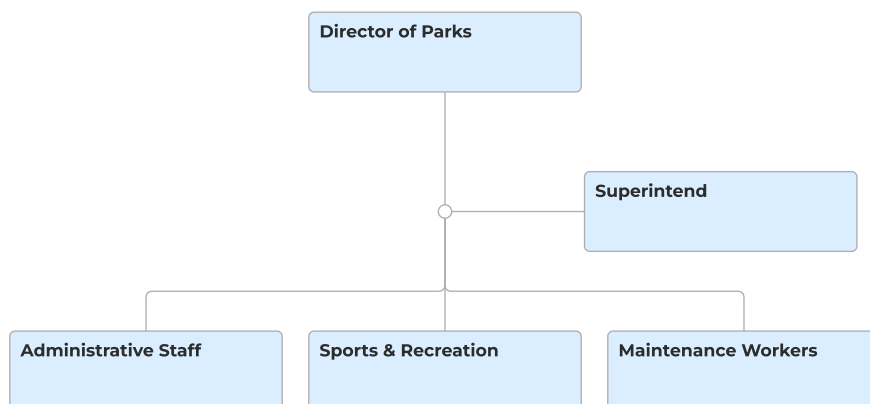 Director of Parks
Superintend
Administrative Staff
Sports & Recreation
Maintenance Workers